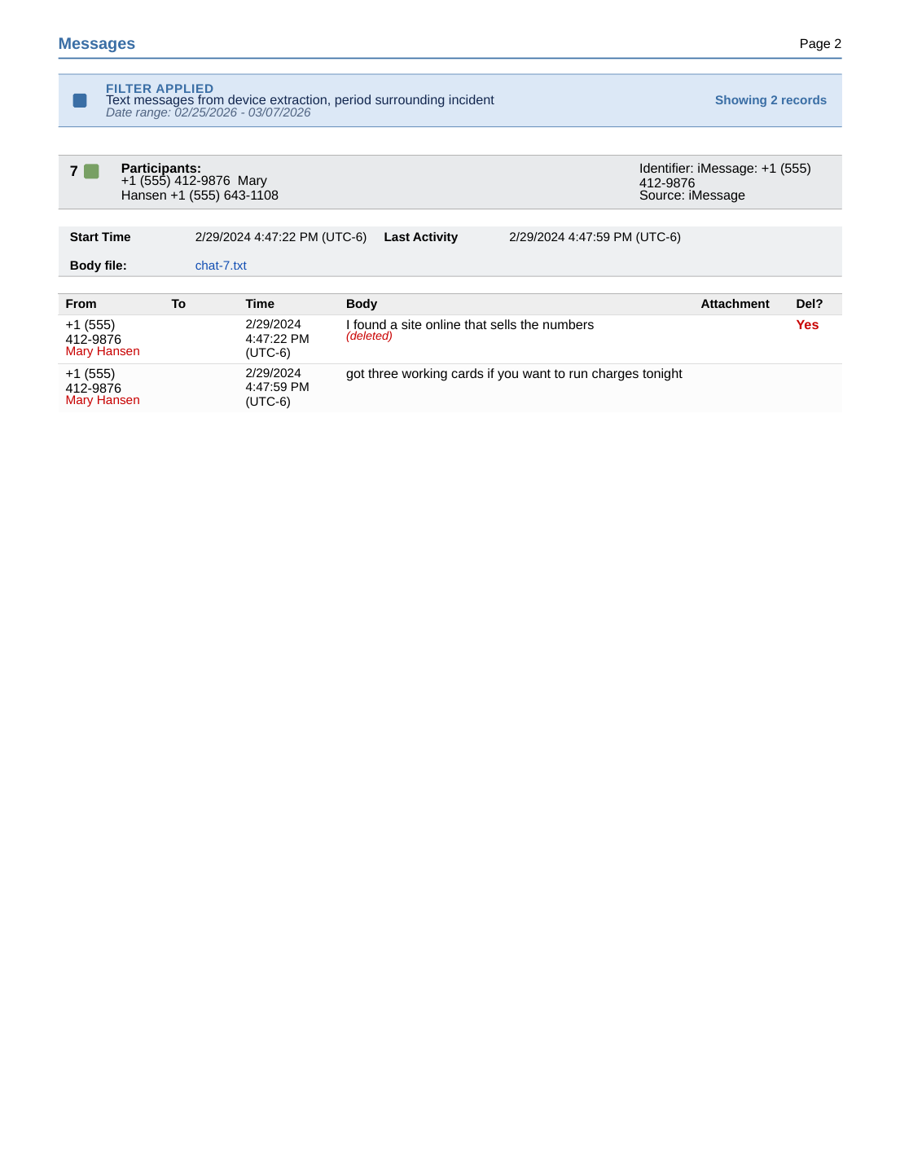 Messages Page 2
FILTER APPLIED
Text messages from device extraction, period surrounding incident
Showing 2 records
Date range: 02/25/2026 - 03/07/2026
7
Participants:
+1 (555) 412-9876 Mary
Hansen +1 (555) 643-1108
Identifier: iMessage: +1 (555)
412-9876
Source: iMessage
Start Time 2/29/2024 4:47:22 PM (UTC-6) Last Activity 2/29/2024 4:47:59 PM (UTC-6)
Body file: chat-7.txt
From To Time Body Attachment Del?
+1 (555)
412-9876
Mary Hansen
2/29/2024
4:47:22 PM
(UTC-6)
I found a site online that sells the numbers
(deleted)
Yes
+1 (555)
412-9876
Mary Hansen
2/29/2024
4:47:59 PM
(UTC-6)
got three working cards if you want to run charges tonight